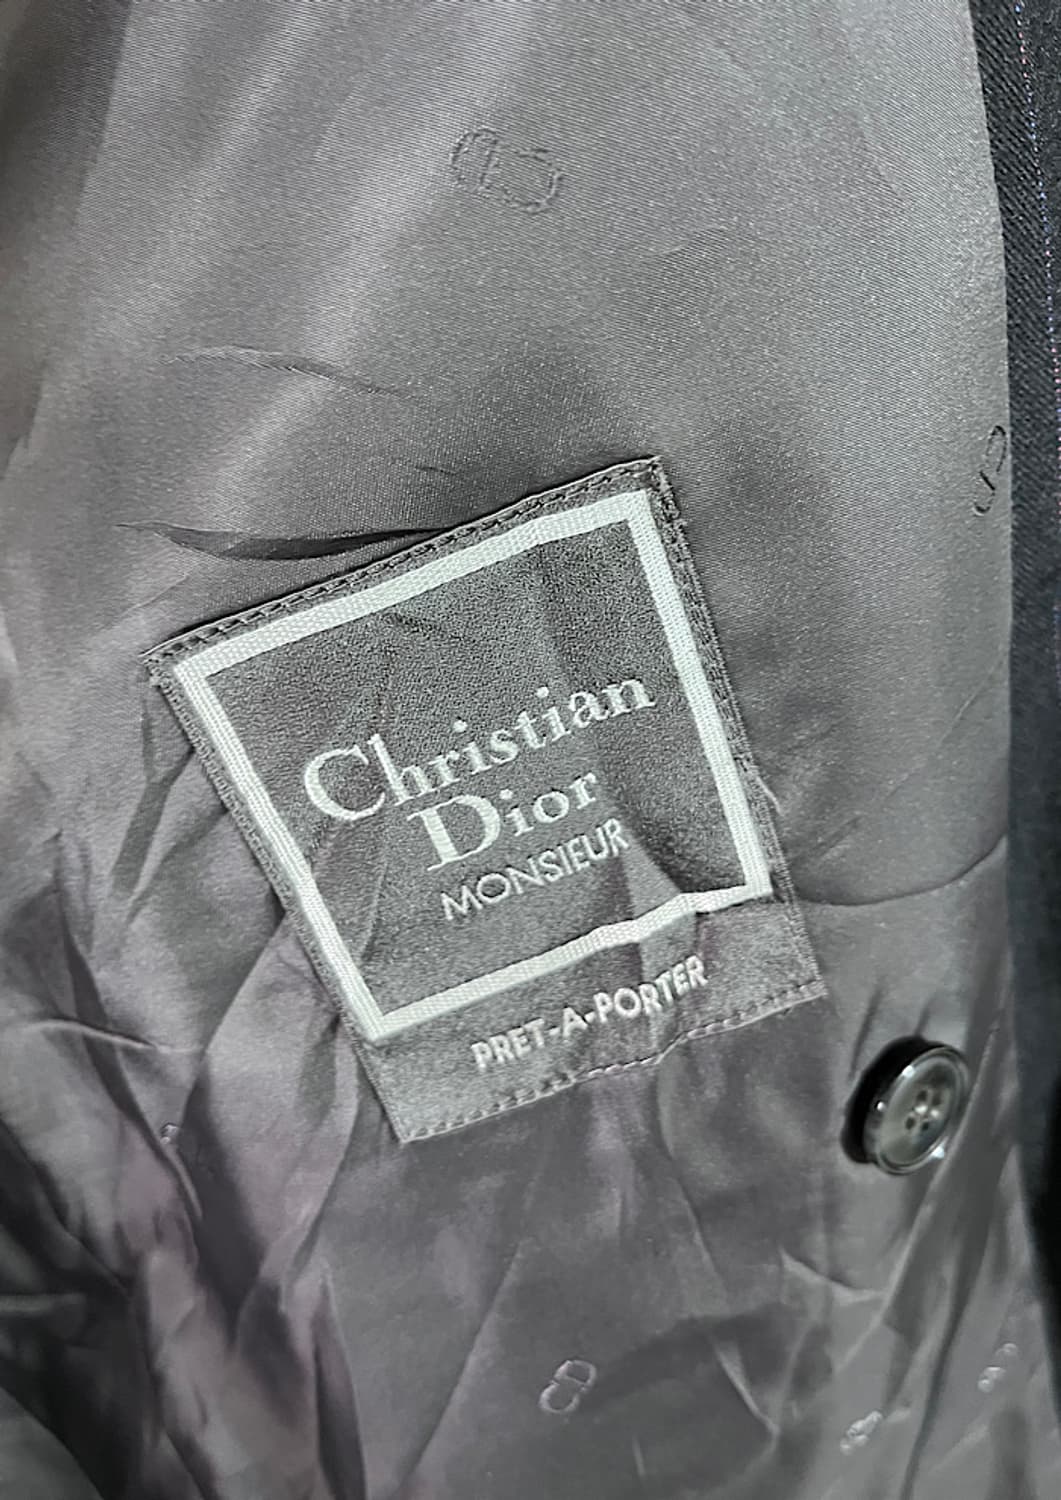 Christian
Dior
MONSIEUR
PRET-A-PORTER